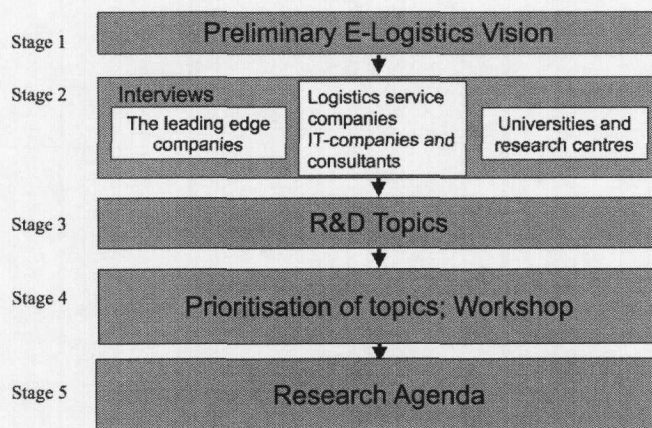 Stage 1
Preliminary E-Logistics Vision
Stage 2
Interviews
The leading edge
companies
Logistics service
companies
IT-companies and
consultants
Universities and
research centres
Stage 3
R&D Topics
Stage 4
Prioritisation of topics; Workshop
Stage 5
Research Agenda